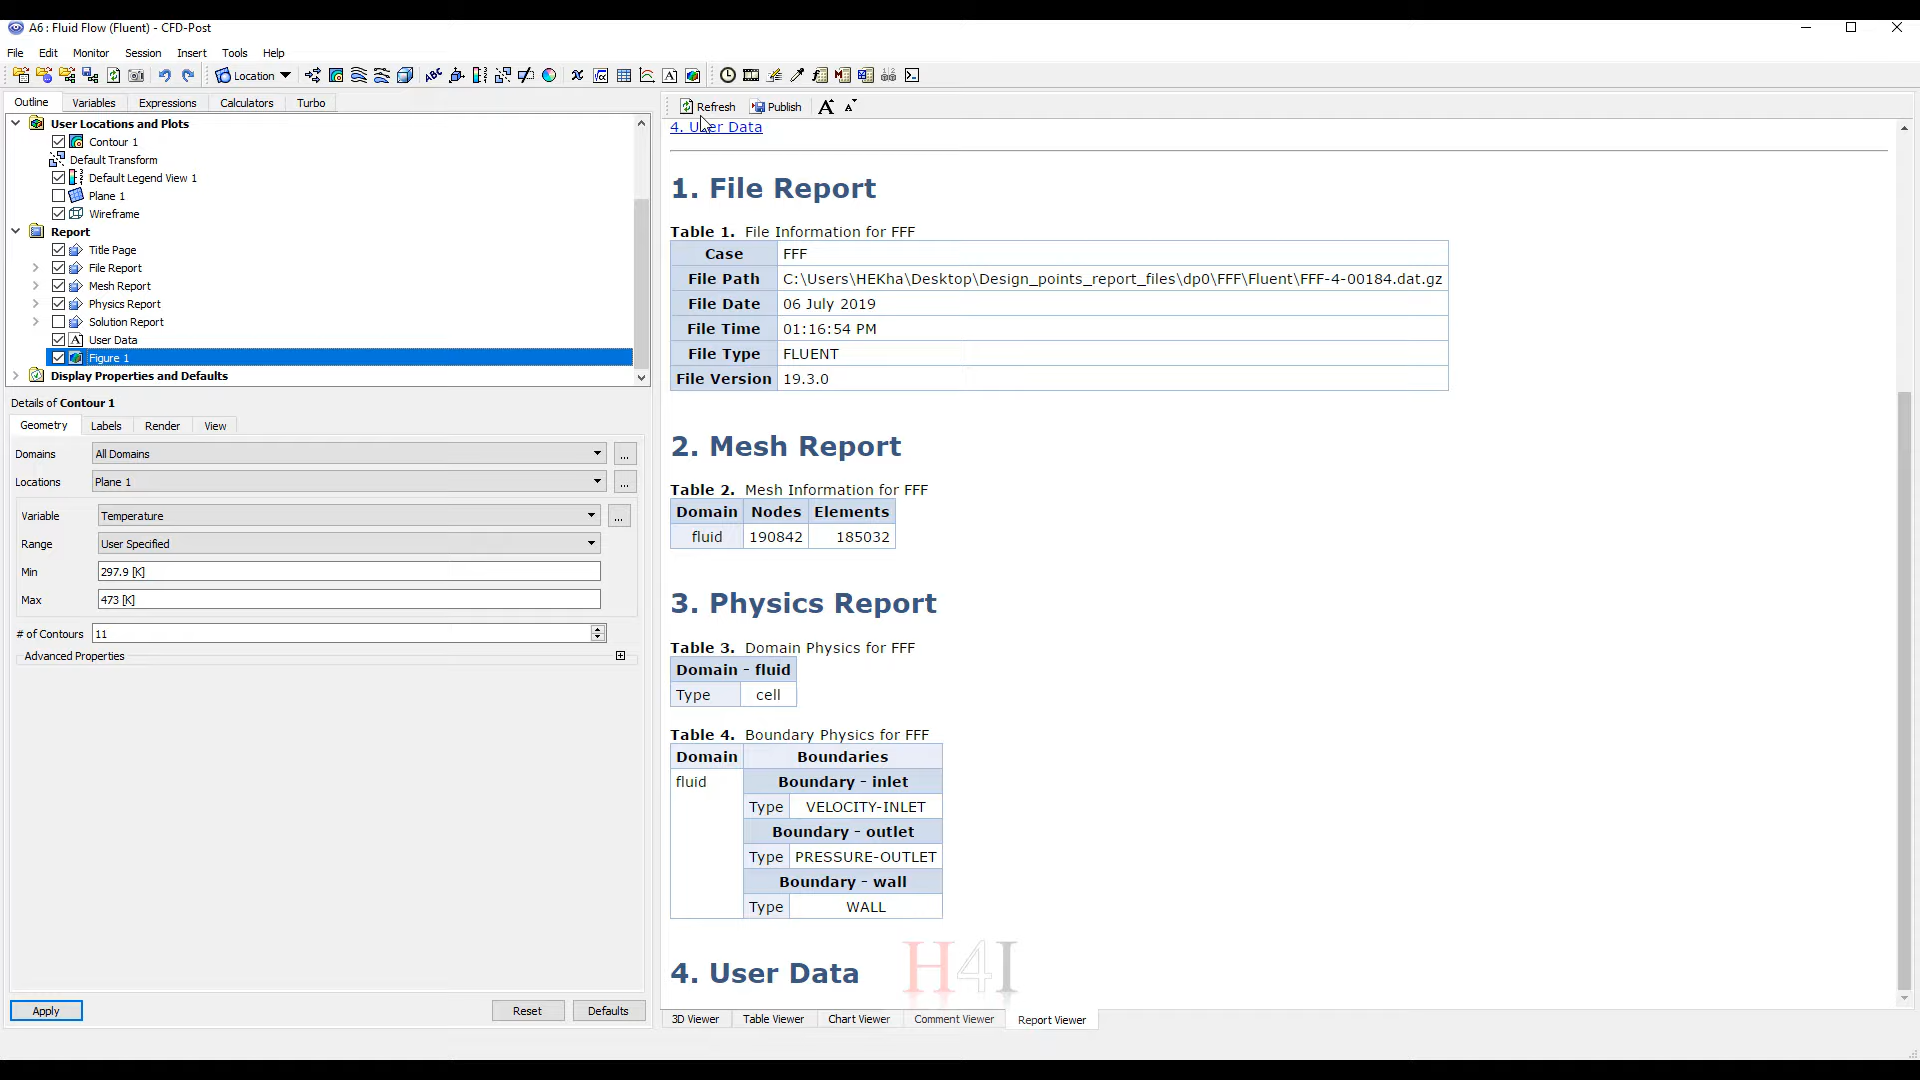 A6 : Fluid Flow (Fluent) - CFD-Post
File Edit Monitor Session Insert Tools Help
Location
Outline Variables Expressions Calculators Turbo
User Locations and Plots
Contour 1
Default Transform
Default Legend View 1
Plane 1
Wireframe
Report
Title Page
File Report
Mesh Report
Physics Report
Solution Report
User Data
Figure 1
Display Properties and Defaults
Details of Contour 1
Geometry Labels Render View
Domains All Domains ...
Locations Plane 1 ...
Variable Temperature ...
Range User Specified
Min 297.9 [K]
Max 473 [K]
# of Contours 11
Advanced Properties
Apply Reset Defaults
Refresh Publish A A
4. User Data
1. File Report
Table 1. File Information for FFF
Case FFF
File Path C:\Users\HEKha\Desktop\Design_points_report_files\dp0\FFF\Fluent\FFF-4-00184.dat.gz
File Date 06 July 2019
File Time 01:16:54 PM
File Type FLUENT
File Version 19.3.0
2. Mesh Report
Table 2. Mesh Information for FFF
Domain Nodes Elements
fluid 190842 185032
3. Physics Report
Table 3. Domain Physics for FFF
Domain - fluid
Type cell
Table 4. Boundary Physics for FFF
Domain Boundaries
fluid Boundary - inlet
Type VELOCITY-INLET
Boundary - outlet
Type PRESSURE-OUTLET
Boundary - wall
Type WALL
4. User Data
H4I
3D Viewer Table Viewer Chart Viewer Comment Viewer Report Viewer